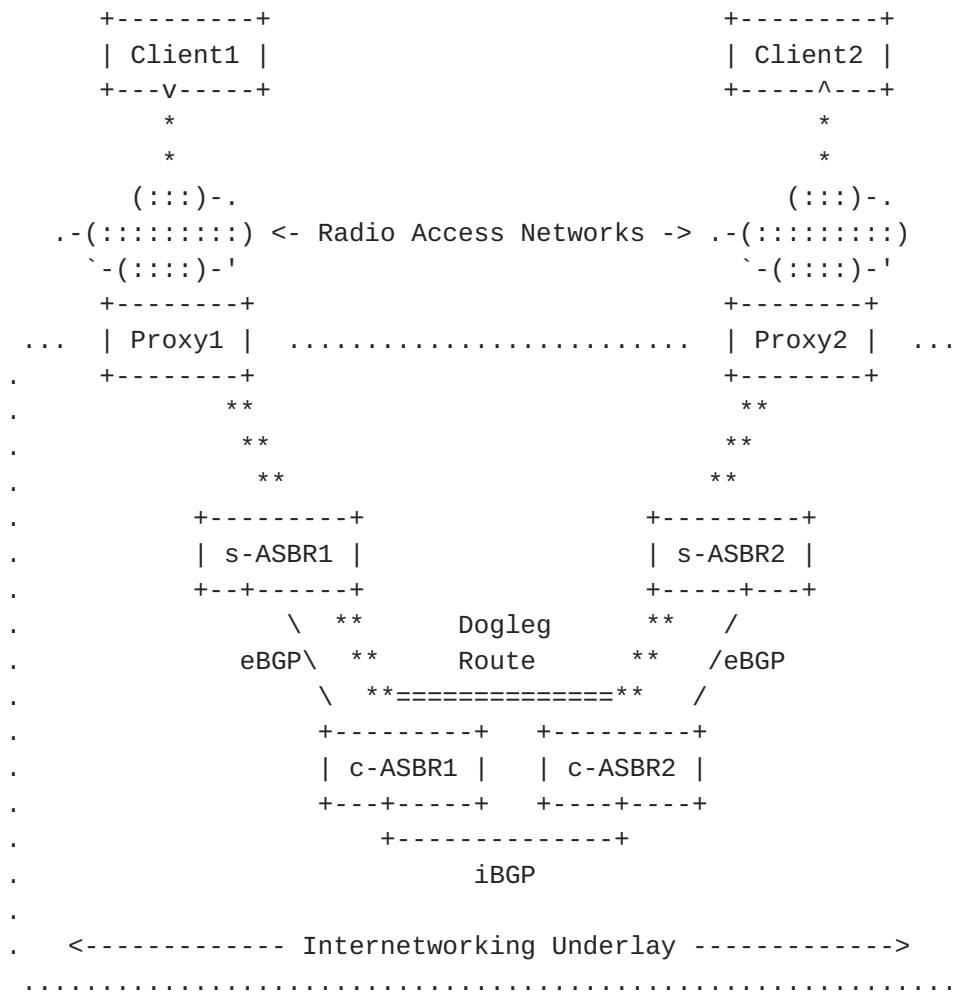 +---------+                             +---------+
| Client1 |                             | Client2 |
+---v-----+                             +-----^---+
*                                          *
*                                          *
(:::)-.                                    (:::)-.
.-(:::::::::) <- Radio Access Networks -> .-(:::::::::)
`-(::::)-'                                `-(::::)-'
+--------+                              +--------+
... | Proxy1 | .......................... | Proxy2 | ...
. +--------+                              +--------+
. **                                **
. **                             **
. **                           **
. +---------+                  +---------+
. | s-ASBR1 |                  | s-ASBR2 |
. +--+------+                  +-----+---+
. \ **      Dogleg      ** /
. eBGP\ **     Route      ** /eBGP
. \ **==============** /
. +---------+   +---------+
. | c-ASBR1 |   | c-ASBR2 |
. +---+-----+   +----+----+
. +--------------+
. iBGP
.
. <------------- Internetworking Underlay ------------->
............................................................